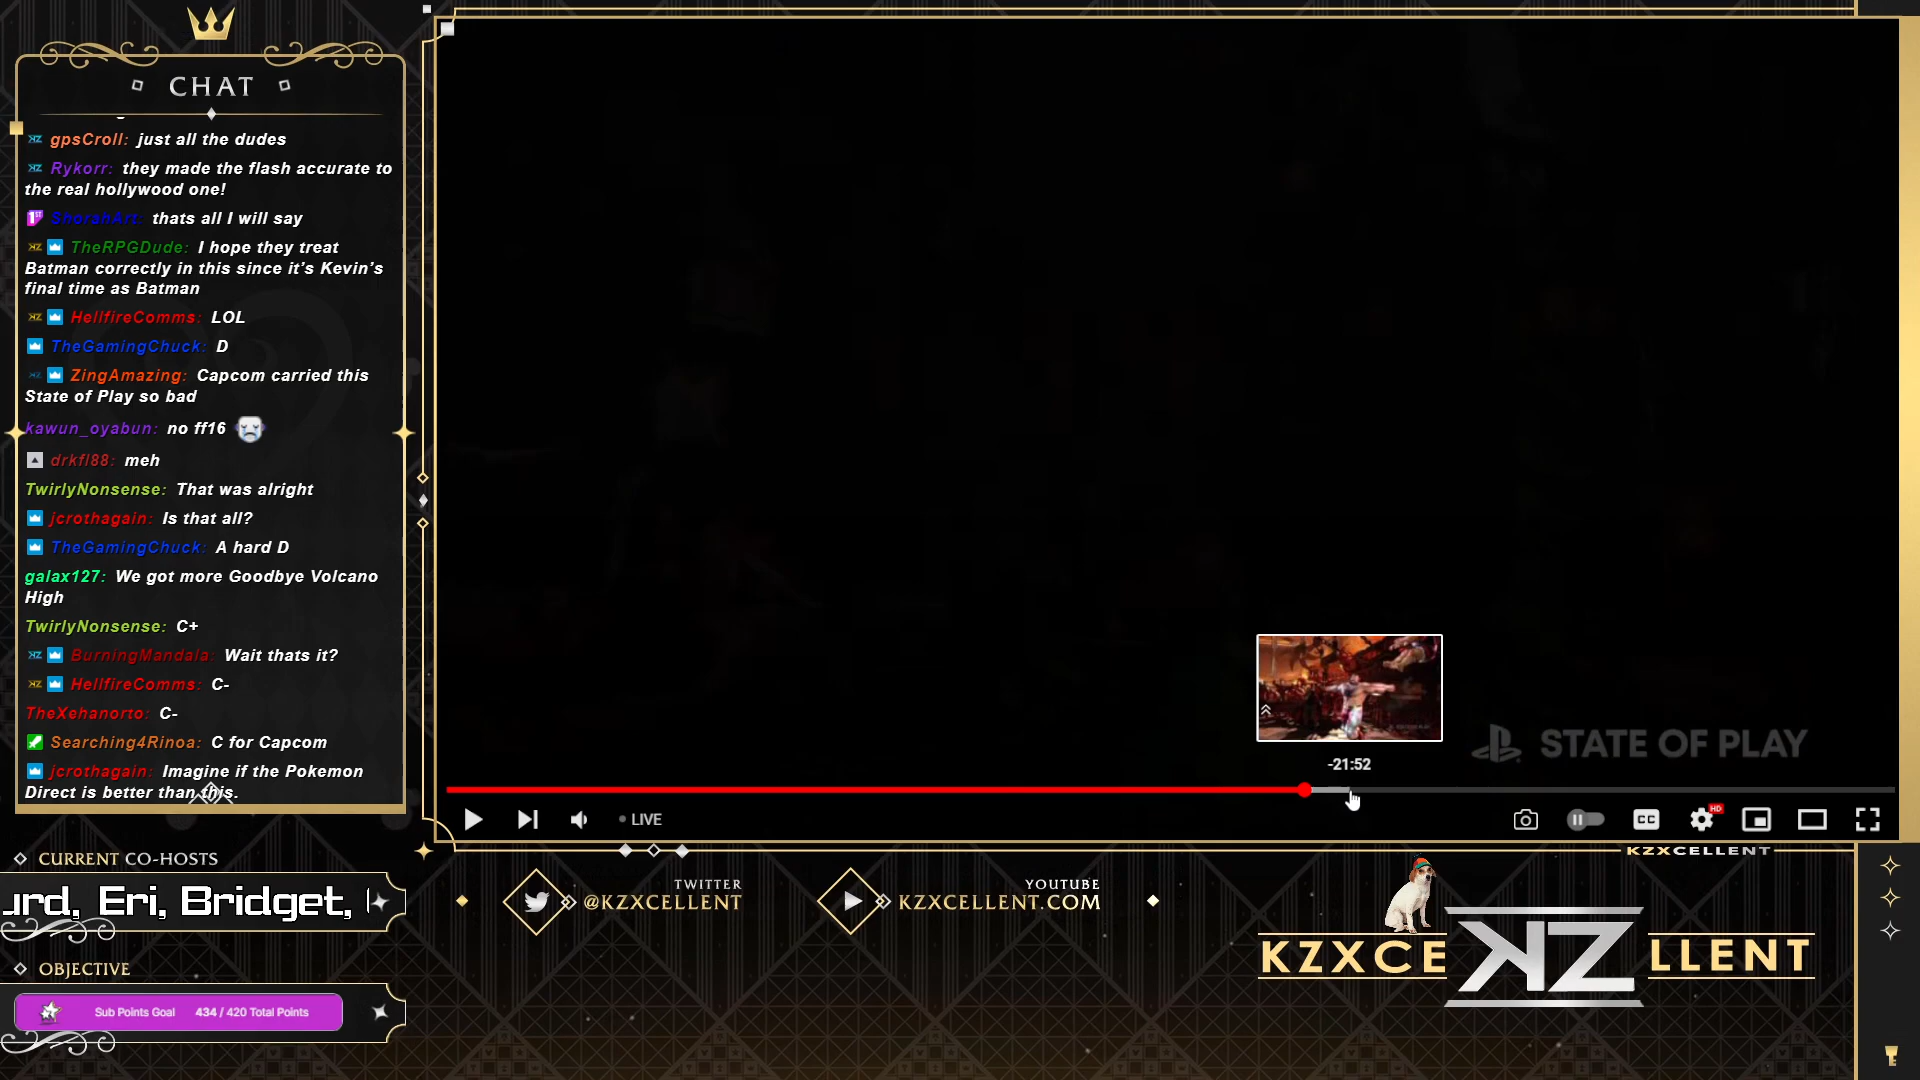 CHAT
gpsCroll: just all the dudes
Rykorr: they made the flash accurate to
the real hollywood one!
ShorahArt: thats all I will say
TheRPGDude: I hope they treat
Batman correctly in this since it's Kevin's
final time as Batman
HellfireComms: LOL
TheGamingChuck: D
ZingAmazing: Capcom carried this
State of Play so bad
kawun_oyabun: no ff16
drkfl88: meh
TwirlyNonsense: That was alright
jcrothagain: Is that all?
TheGamingChuck: A hard D
galax127: We got more Goodbye Volcano
High
TwirlyNonsense: C+
BurningMandala: Wait thats it?
HellfireComms: C-
TheXehanorto: C-
Searching4Rinoa: C for Capcom
jcrothagain: Imagine if the Pokemon
Direct is better than this.
-21:52
STATE OF PLAY
LIVE
CC
HD
KZXCELLENT
CURRENT CO-HOSTS
urd, Eri, Bridget,
OBJECTIVE
Sub Points Goal 434 / 420 Total Points
TWITTER
@KZXCELLENT
YOUTUBE
KZXCELLENT.COM
KZXCE KZ LLENT